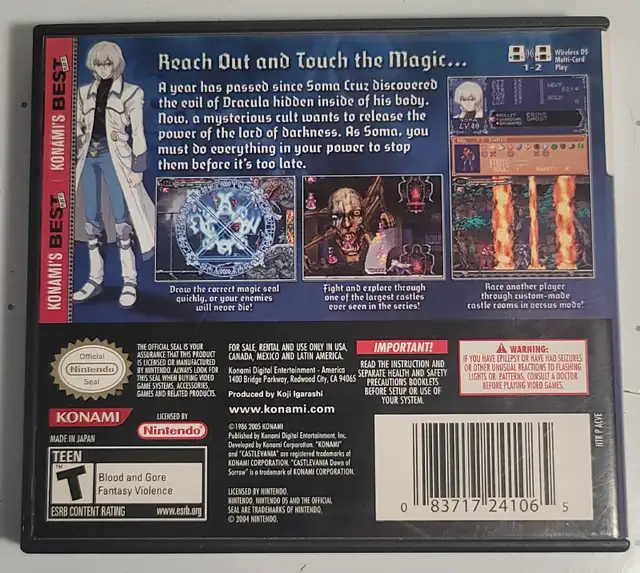 KONAMI'S BEST
KONAMI'S BEST
Reach Out and Touch the Magic...
1-2
Wireless DS
Multi-Card
Play
A year has passed since Soma Cruz discovered
the evil of Dracula hidden inside of his body.
Now, a mysterious cult wants to release the
power of the lord of darkness. As Soma, you
must do everything in your power to stop
them before it's too late.
SOMA
LV.40
NEXT
GOLD
Draw the correct magic seal
quickly, or your enemies
will never die!
Fight and explore through
one of the largest castles
ever seen in the series!
Race another player
through custom-made
castle rooms in versus mode!
Official
Nintendo
Seal
THE OFFICIAL SEAL IS YOUR
ASSURANCE THAT THIS PRODUCT
IS LICENSED OR MANUFACTURED
BY NINTENDO. ALWAYS LOOK FOR
THIS SEAL WHEN BUYING VIDEO
GAME SYSTEMS, ACCESSORIES,
GAMES AND RELATED PRODUCTS.
FOR SALE, RENTAL AND USE ONLY IN USA,
CANADA, MEXICO AND LATIN AMERICA.
Konami Digital Entertainment - America
1400 Bridge Parkway, Redwood City, CA 94065
Produced by Koji Igarashi
www.konami.com
IMPORTANT!
READ THE INSTRUCTION AND
SEPARATE HEALTH AND SAFETY
PRECAUTIONS BOOKLETS
BEFORE SETUP OR USE OF
YOUR SYSTEM.
WARNING:
IF YOU HAVE EPILEPSY OR HAVE HAD SEIZURES
OR OTHER UNUSUAL REACTIONS TO FLASHING
LIGHTS OR PATTERNS, CONSULT A DOCTOR
BEFORE PLAYING VIDEO GAMES.
KONAMI
MADE IN JAPAN
LICENSED BY
Nintendo
©1986 2005 KONAMI
Published by Konami Digital Entertainment, Inc.
Developed by Konami Corporation. "KONAMI"
and "CASTLEVANIA" are registered trademarks of
KONAMI CORPORATION. "CASTLEVANIA Dawn of
Sorrow" is a trademark of KONAMI CORPORATION.
LICENSED BY NINTENDO.
NINTENDO, NINTENDO DS AND THE OFFICIAL
SEAL ARE TRADEMARKS OF NINTENDO.
© 2004 NINTENDO.
TEEN
T
TM
Blood and Gore
Fantasy Violence
ESRB CONTENT RATING
www.esrb.org
NTR P ACVE
0 83717 24106 5